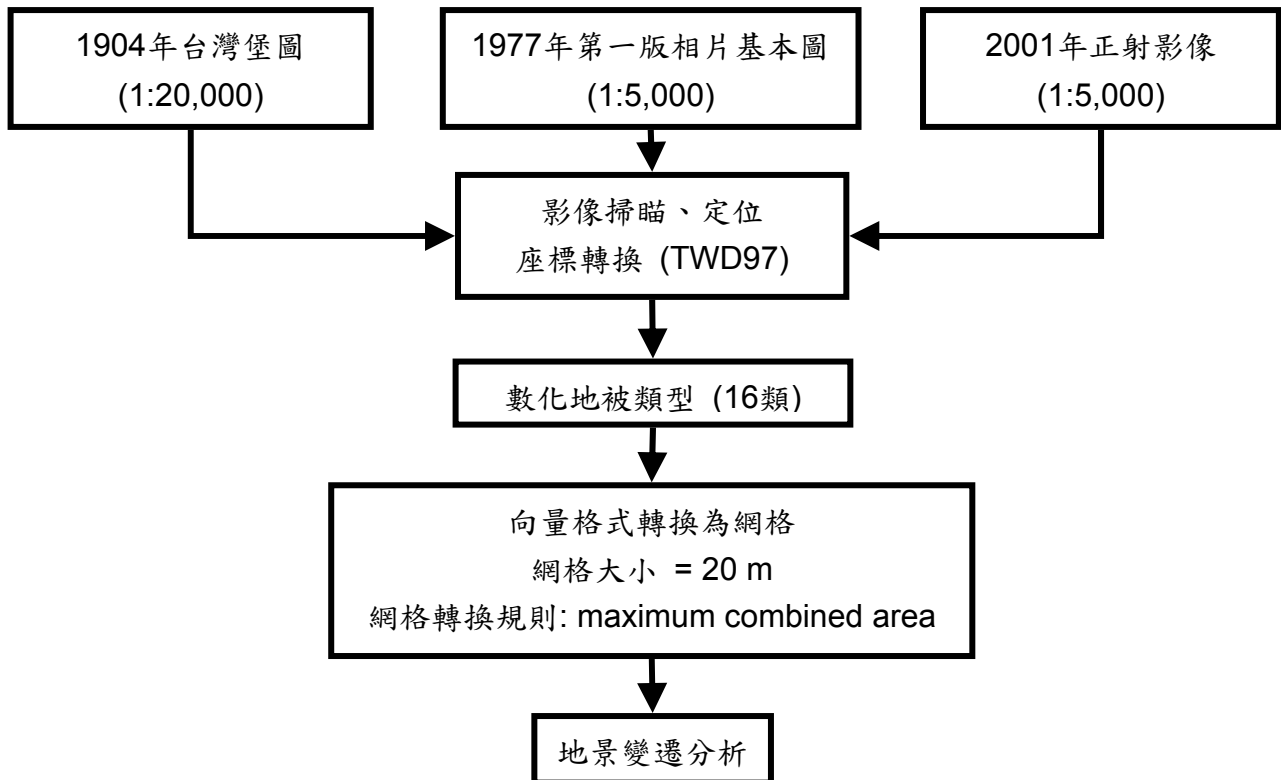 1904年台灣堡圖
(1:20,000)
1977年第一版相片基本圖
(1:5,000)
2001年正射影像
(1:5,000)
影像掃瞄、定位
座標轉換 (TWD97)
數化地被類型 (16類)
向量格式轉換為網格
網格大小 = 20 m
網格轉換規則: maximum combined area
地景變遷分析